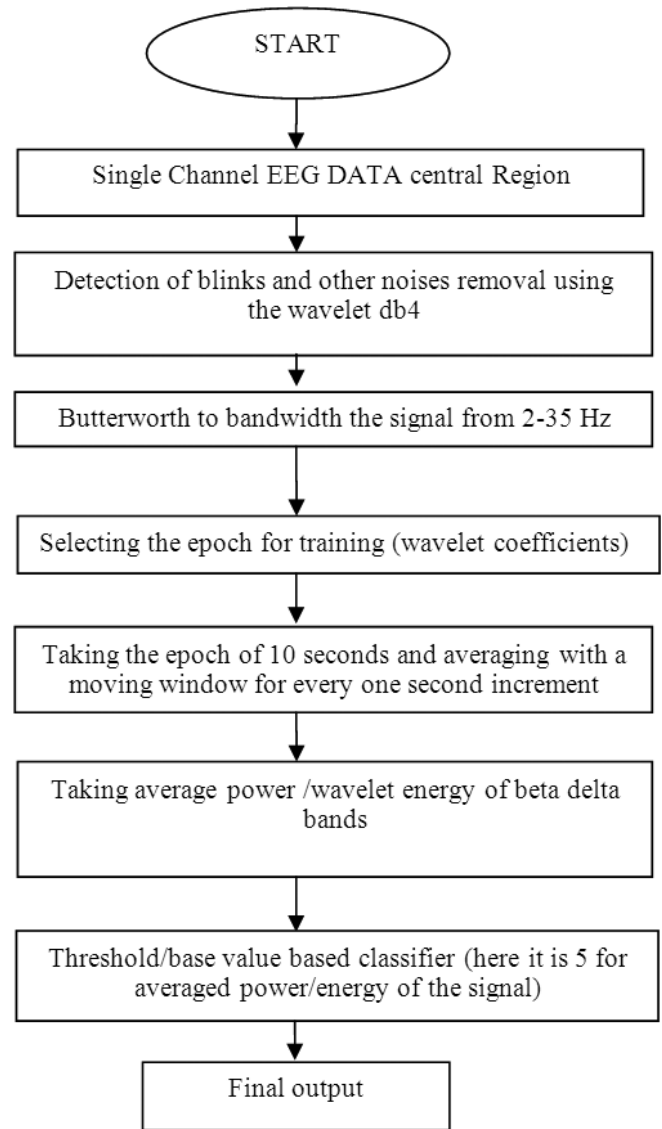 START
Single Channel EEG DATA central Region
Detection of blinks and other noises removal using
the wavelet db4
Butterworth to bandwidth the signal from 2-35 Hz
Selecting the epoch for training (wavelet coefficients)
Taking the epoch of 10 seconds and averaging with a
moving window for every one second increment
Taking average power /wavelet energy of beta delta
bands
Threshold/base value based classifier (here it is 5 for
averaged power/energy of the signal)
Final output